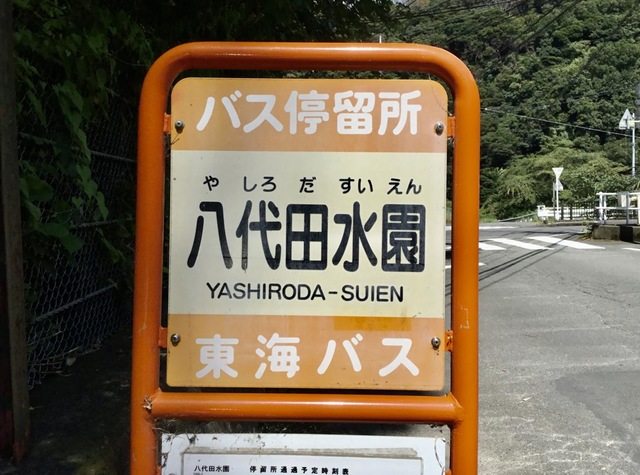 バス停留所
やしろだすいえん
八代田水園
YASHIRODA-SUIEN
東海バス
八代田水園 停留所通過予定時刻表